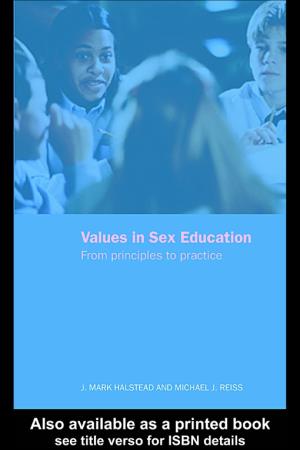 Values in Sex Education
From principles to practice
J. MARK HALSTEAD AND MICHAEL J. REISS
Also available as a printed book
see title verso for ISBN details